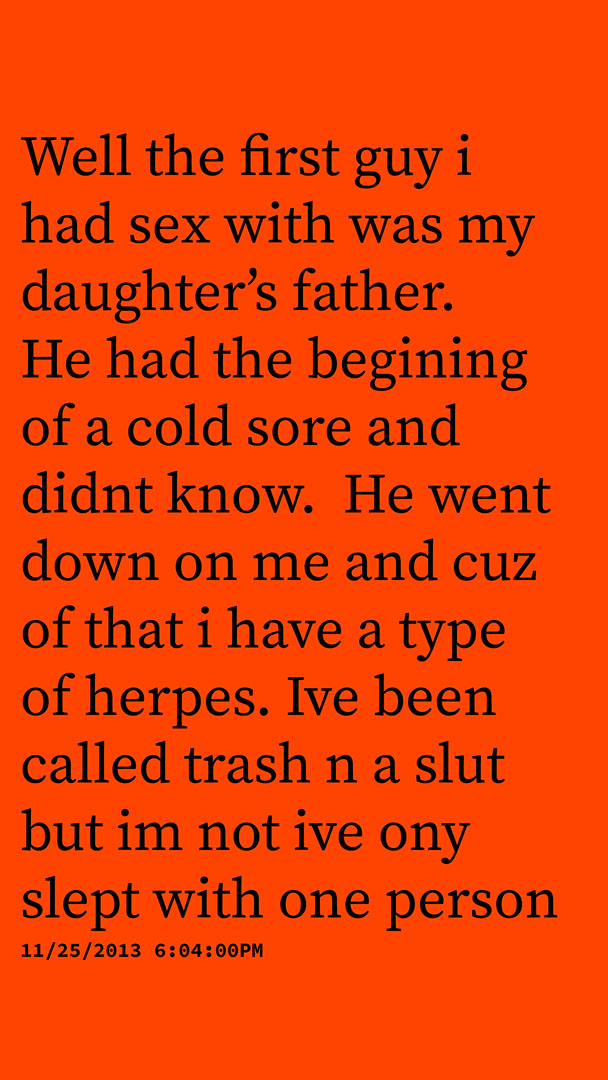 Well the first guy i
had sex with was my
daughter’s father.
He had the begining
of a cold sore and
didnt know.  He went
down on me and cuz
of that i have a type
of herpes. Ive been
called trash n a slut
but im not ive ony
slept with one person
11/25/2013 6:04:00PM